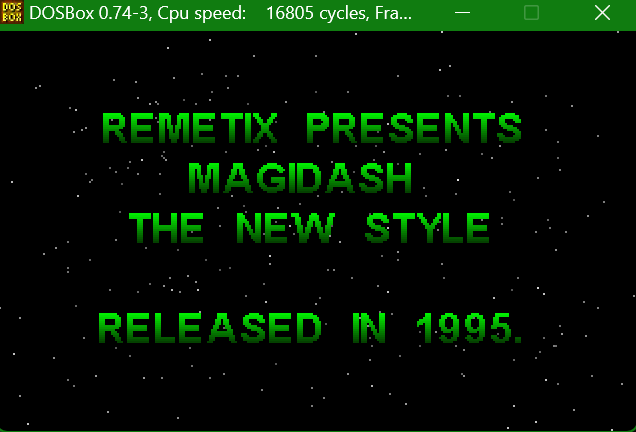 DOSBox 0.74-3, Cpu speed: 16805 cycles, Fra...
REMETIX PRESENTS
MAGIDASH
THE NEW STYLE
RELEASED IN 1995.